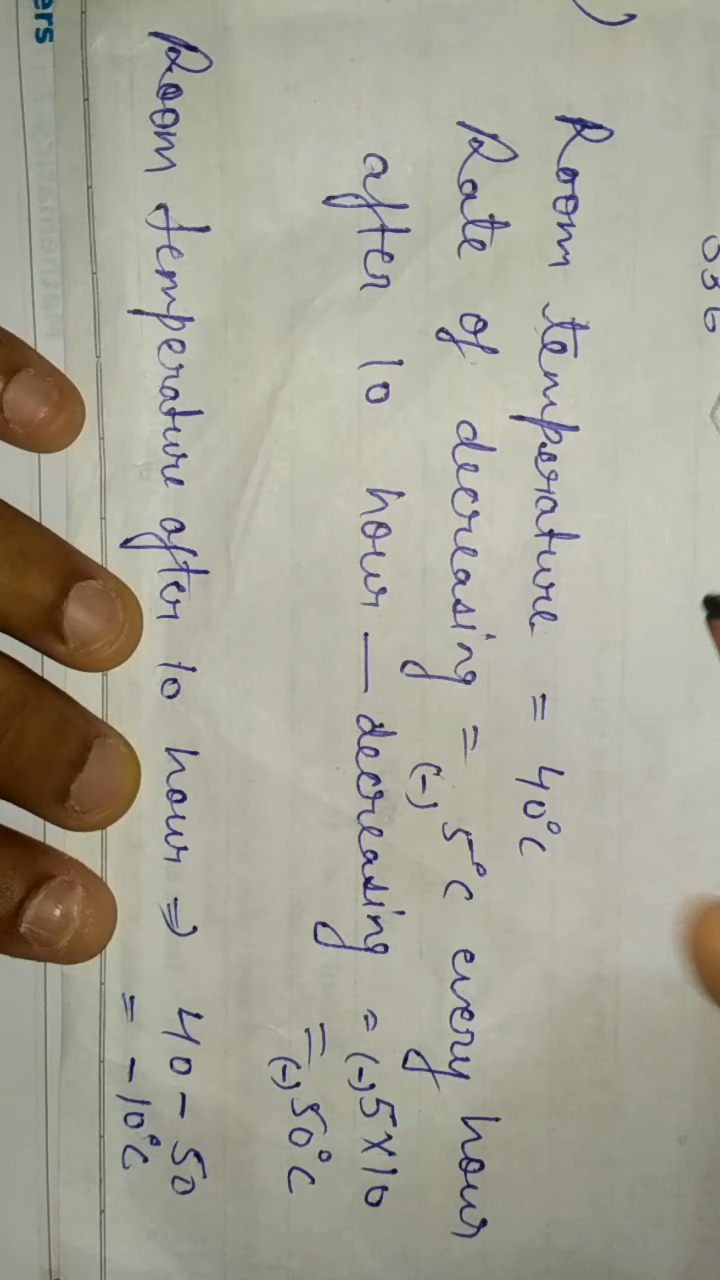 )
Room temperature = 40°C
Rate of decreasing = (-) 5°C every hour
after 10 hour — decreasing = (-) 5 × 10
= (-) 50°C
Room temperature after 10 hour ⇒ 40 - 50
= - 10°C
ers